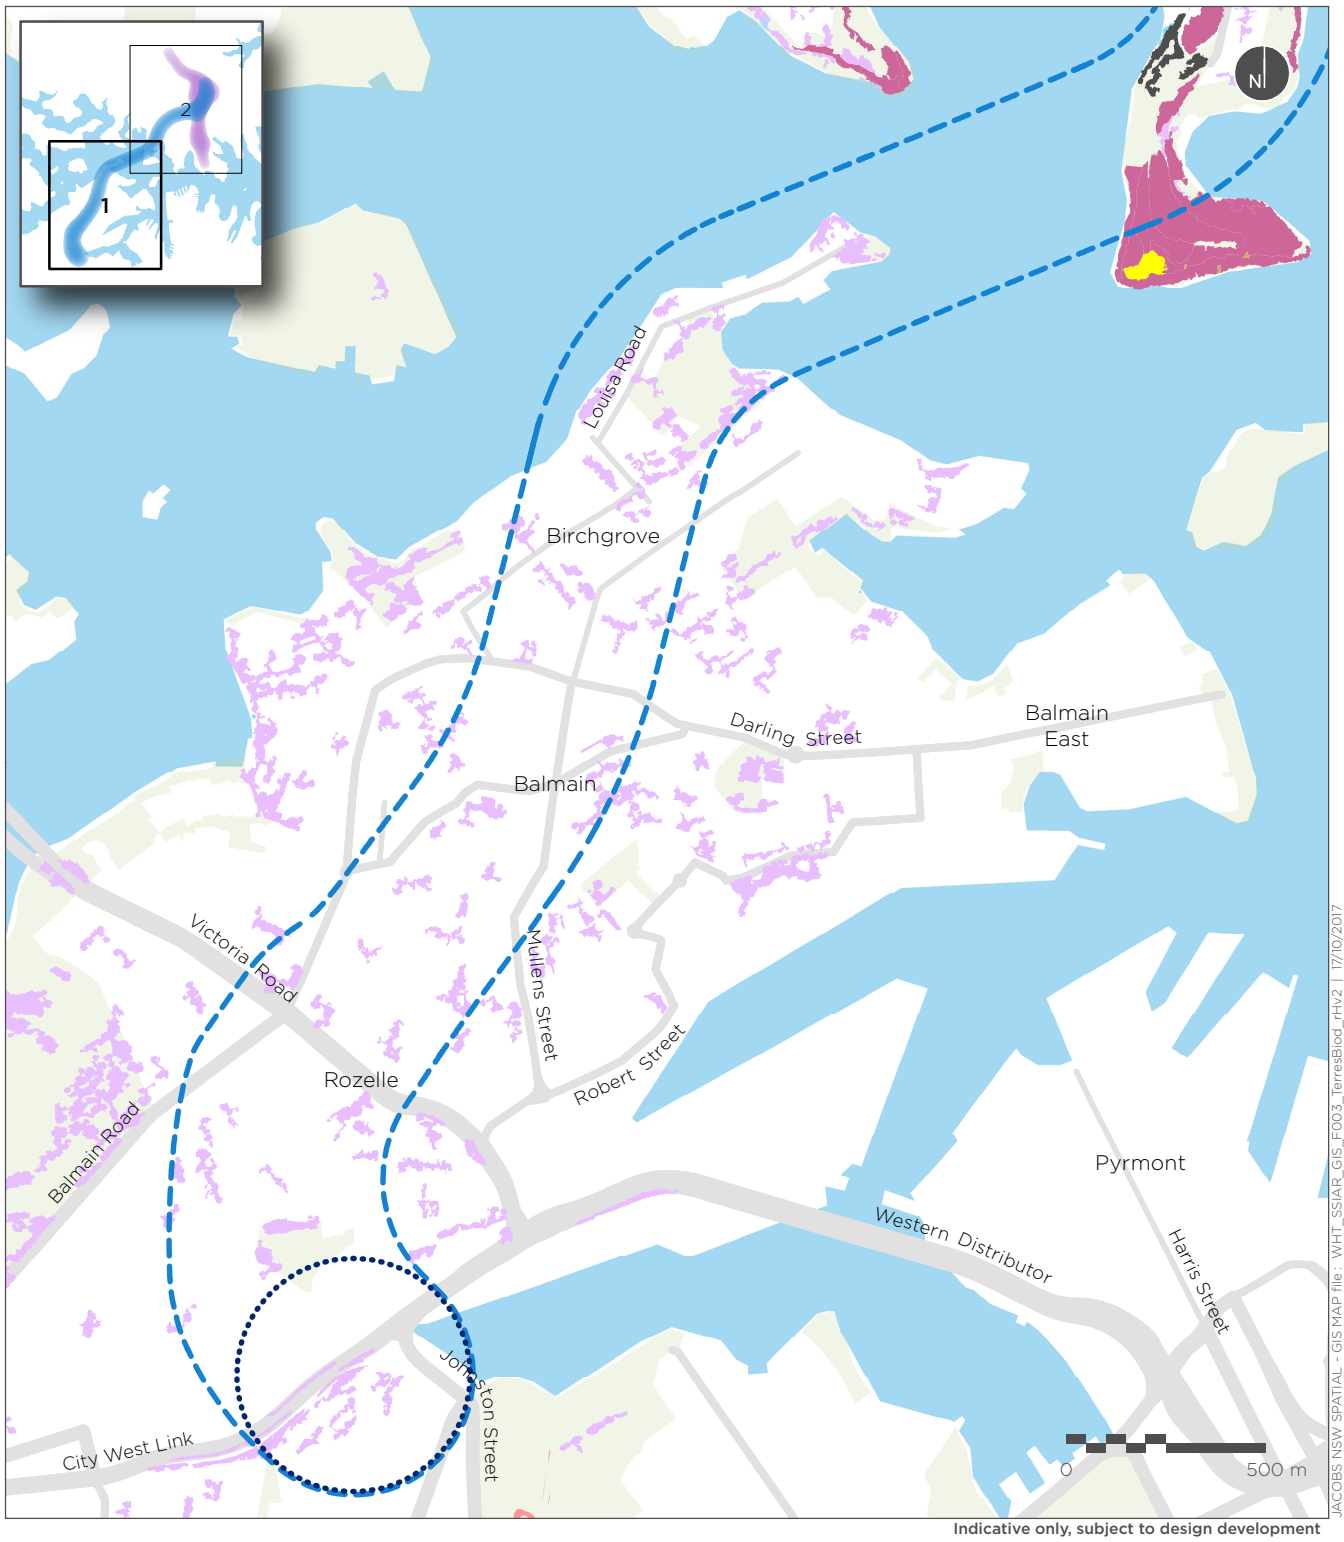 2
1
N
Louisa Road
Birchgrove
Darling Street
Balmain
East
Balmain
Victoria Road
Mullens Street
Robert Street
Rozelle
Balmain Road
Pyrmont
Western Distributor
Harris Street
Johnston Street
City West Link
0 500 m
JACOBS NSW SPATIAL - GIS MAP file : WHT_SSIAR_GIS_F003_TerresBiod_rHv2 | 17/10/2017
Indicative only, subject to design development